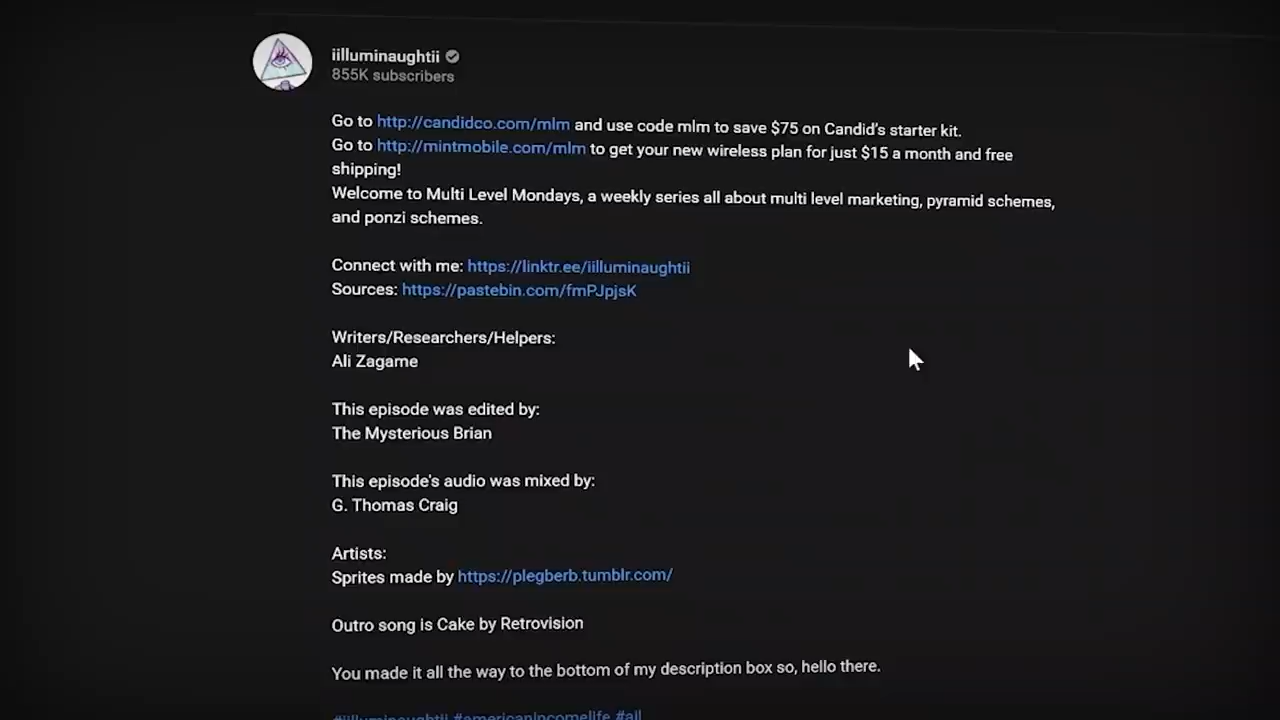 iilluminaughtii
855K subscribers
Go to http://candidco.com/mlm and use code mlm to save $75 on Candid's starter kit.
Go to http://mintmobile.com/mlm to get your new wireless plan for just $15 a month and free
shipping!
Welcome to Multi Level Mondays, a weekly series all about multi level marketing, pyramid schemes,
and ponzi schemes.
Connect with me: https://linktr.ee/iilluminaughtii
Sources: https://pastebin.com/fmPJpjsK
Writers/Researchers/Helpers:
Ali Zagame
This episode was edited by:
The Mysterious Brian
This episode's audio was mixed by:
G. Thomas Craig
Artists:
Sprites made by https://plegberb.tumblr.com/
Outro song is Cake by Retrovision
You made it all the way to the bottom of my description box so, hello there.
#iilluminaughtii #americanincomelife #ail